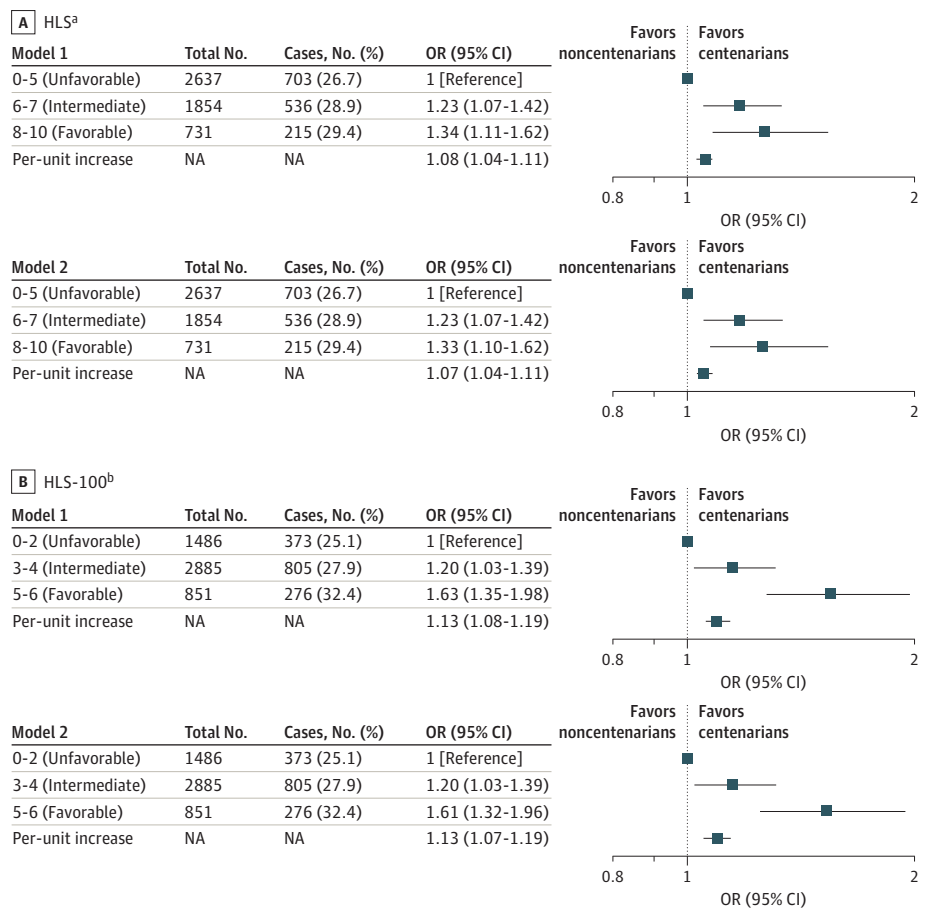 A HLSa
Favors noncentenarians Favors centenarians
Model 1 Total No. Cases, No. (%) OR (95% CI)
0-5 (Unfavorable) 2637 703 (26.7) 1 [Reference]
6-7 (Intermediate) 1854 536 (28.9) 1.23 (1.07-1.42)
8-10 (Favorable) 731 215 (29.4) 1.34 (1.11-1.62)
Per-unit increase NA NA 1.08 (1.04-1.11)
0.8 1 2
OR (95% CI)
Favors noncentenarians Favors centenarians
Model 2 Total No. Cases, No. (%) OR (95% CI)
0-5 (Unfavorable) 2637 703 (26.7) 1 [Reference]
6-7 (Intermediate) 1854 536 (28.9) 1.23 (1.07-1.42)
8-10 (Favorable) 731 215 (29.4) 1.33 (1.10-1.62)
Per-unit increase NA NA 1.07 (1.04-1.11)
0.8 1 2
OR (95% CI)
B HLS-100b
Favors noncentenarians Favors centenarians
Model 1 Total No. Cases, No. (%) OR (95% CI)
0-2 (Unfavorable) 1486 373 (25.1) 1 [Reference]
3-4 (Intermediate) 2885 805 (27.9) 1.20 (1.03-1.39)
5-6 (Favorable) 851 276 (32.4) 1.63 (1.35-1.98)
Per-unit increase NA NA 1.13 (1.08-1.19)
0.8 1 2
OR (95% CI)
Favors noncentenarians Favors centenarians
Model 2 Total No. Cases, No. (%) OR (95% CI)
0-2 (Unfavorable) 1486 373 (25.1) 1 [Reference]
3-4 (Intermediate) 2885 805 (27.9) 1.20 (1.03-1.39)
5-6 (Favorable) 851 276 (32.4) 1.61 (1.32-1.96)
Per-unit increase NA NA 1.13 (1.07-1.19)
0.8 1 2
OR (95% CI)